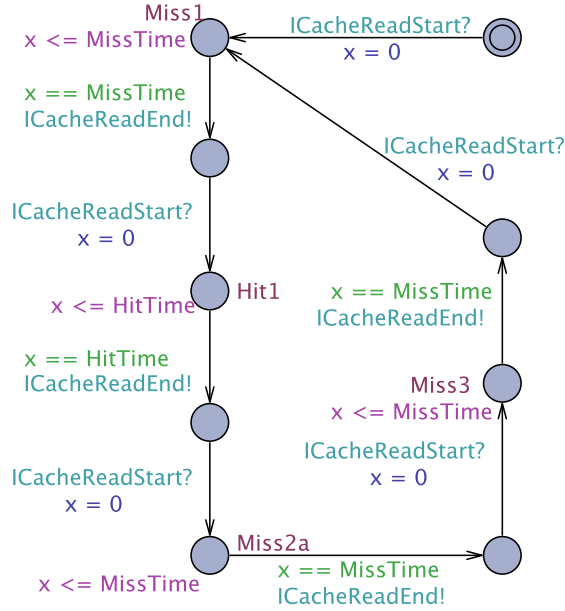 Miss1
x <= MissTime
ICacheReadStart?
x = 0
x == MissTime
ICacheReadEnd!
ICacheReadStart?
x = 0
ICacheReadStart?
x = 0
Hit1
x <= HitTime
x == MissTime
ICacheReadEnd!
x == HitTime
ICacheReadEnd!
Miss3
x <= MissTime
ICacheReadStart?
x = 0
ICacheReadStart?
x = 0
Miss2a
x <= MissTime
x == MissTime
ICacheReadEnd!